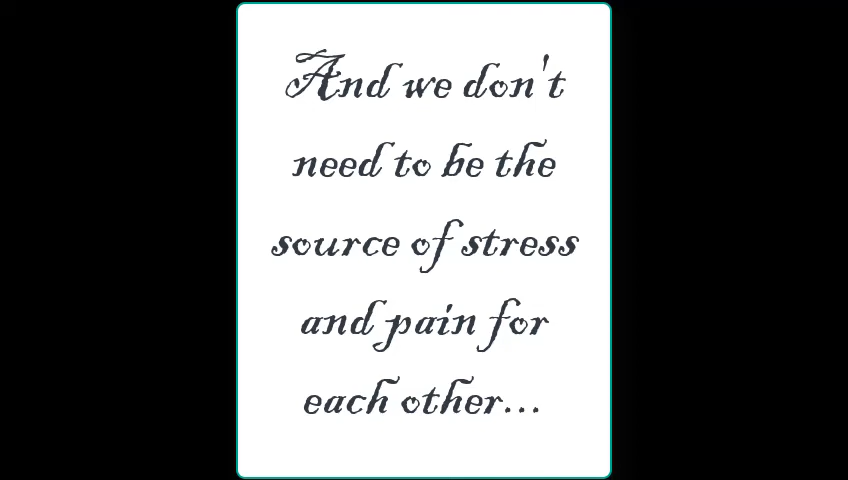 And we don't
need to be the
source of stress
and pain for
each other...